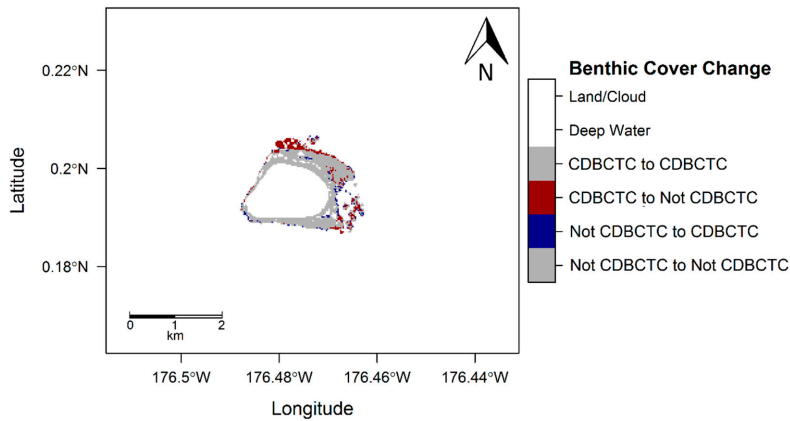 N
Benthic Cover Change
Land/Cloud
Deep Water
CDBCTC to CDBCTC
CDBCTC to Not CDBCTC
Not CDBCTC to CDBCTC
Not CDBCTC to Not CDBCTC
Latitude
0.22°N
0.2°N
0.18°N
0 1 2
km
176.5°W 176.48°W 176.46°W 176.44°W
Longitude